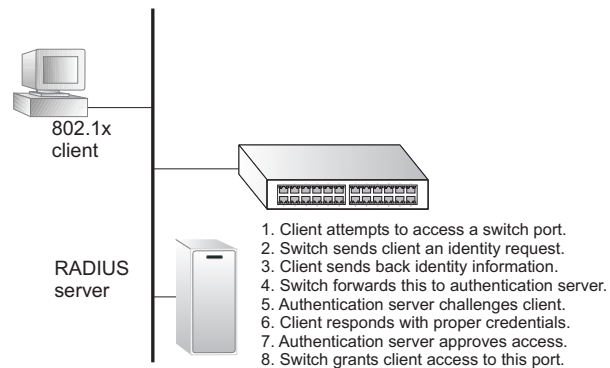 802.1x
client
RADIUS
server
1. Client attempts to access a switch port.
2. Switch sends client an identity request.
3. Client sends back identity information.
4. Switch forwards this to authentication server.
5. Authentication server challenges client.
6. Client responds with proper credentials.
7. Authentication server approves access.
8. Switch grants client access to this port.